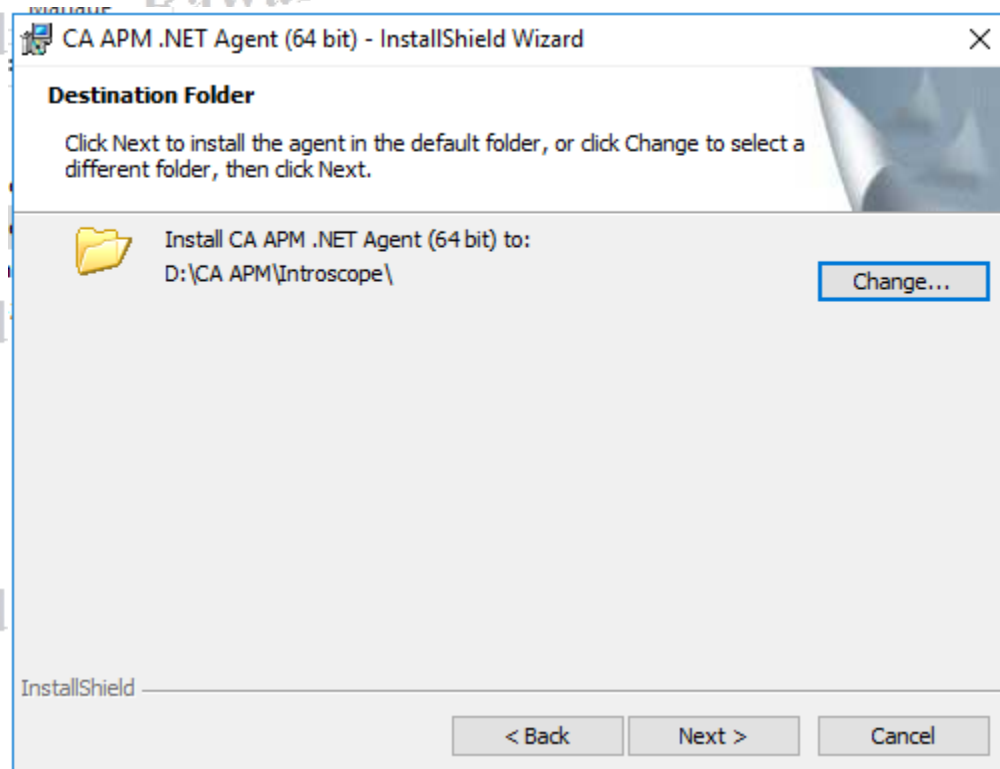 Manage
CA APM .NET Agent (64 bit) - InstallShield Wizard
Destination Folder
Click Next to install the agent in the default folder, or click Change to select a
different folder, then click Next.
Install CA APM .NET Agent (64 bit) to:
D:\CA APM\Introscope\
Change...
InstallShield
< Back
Next >
Cancel